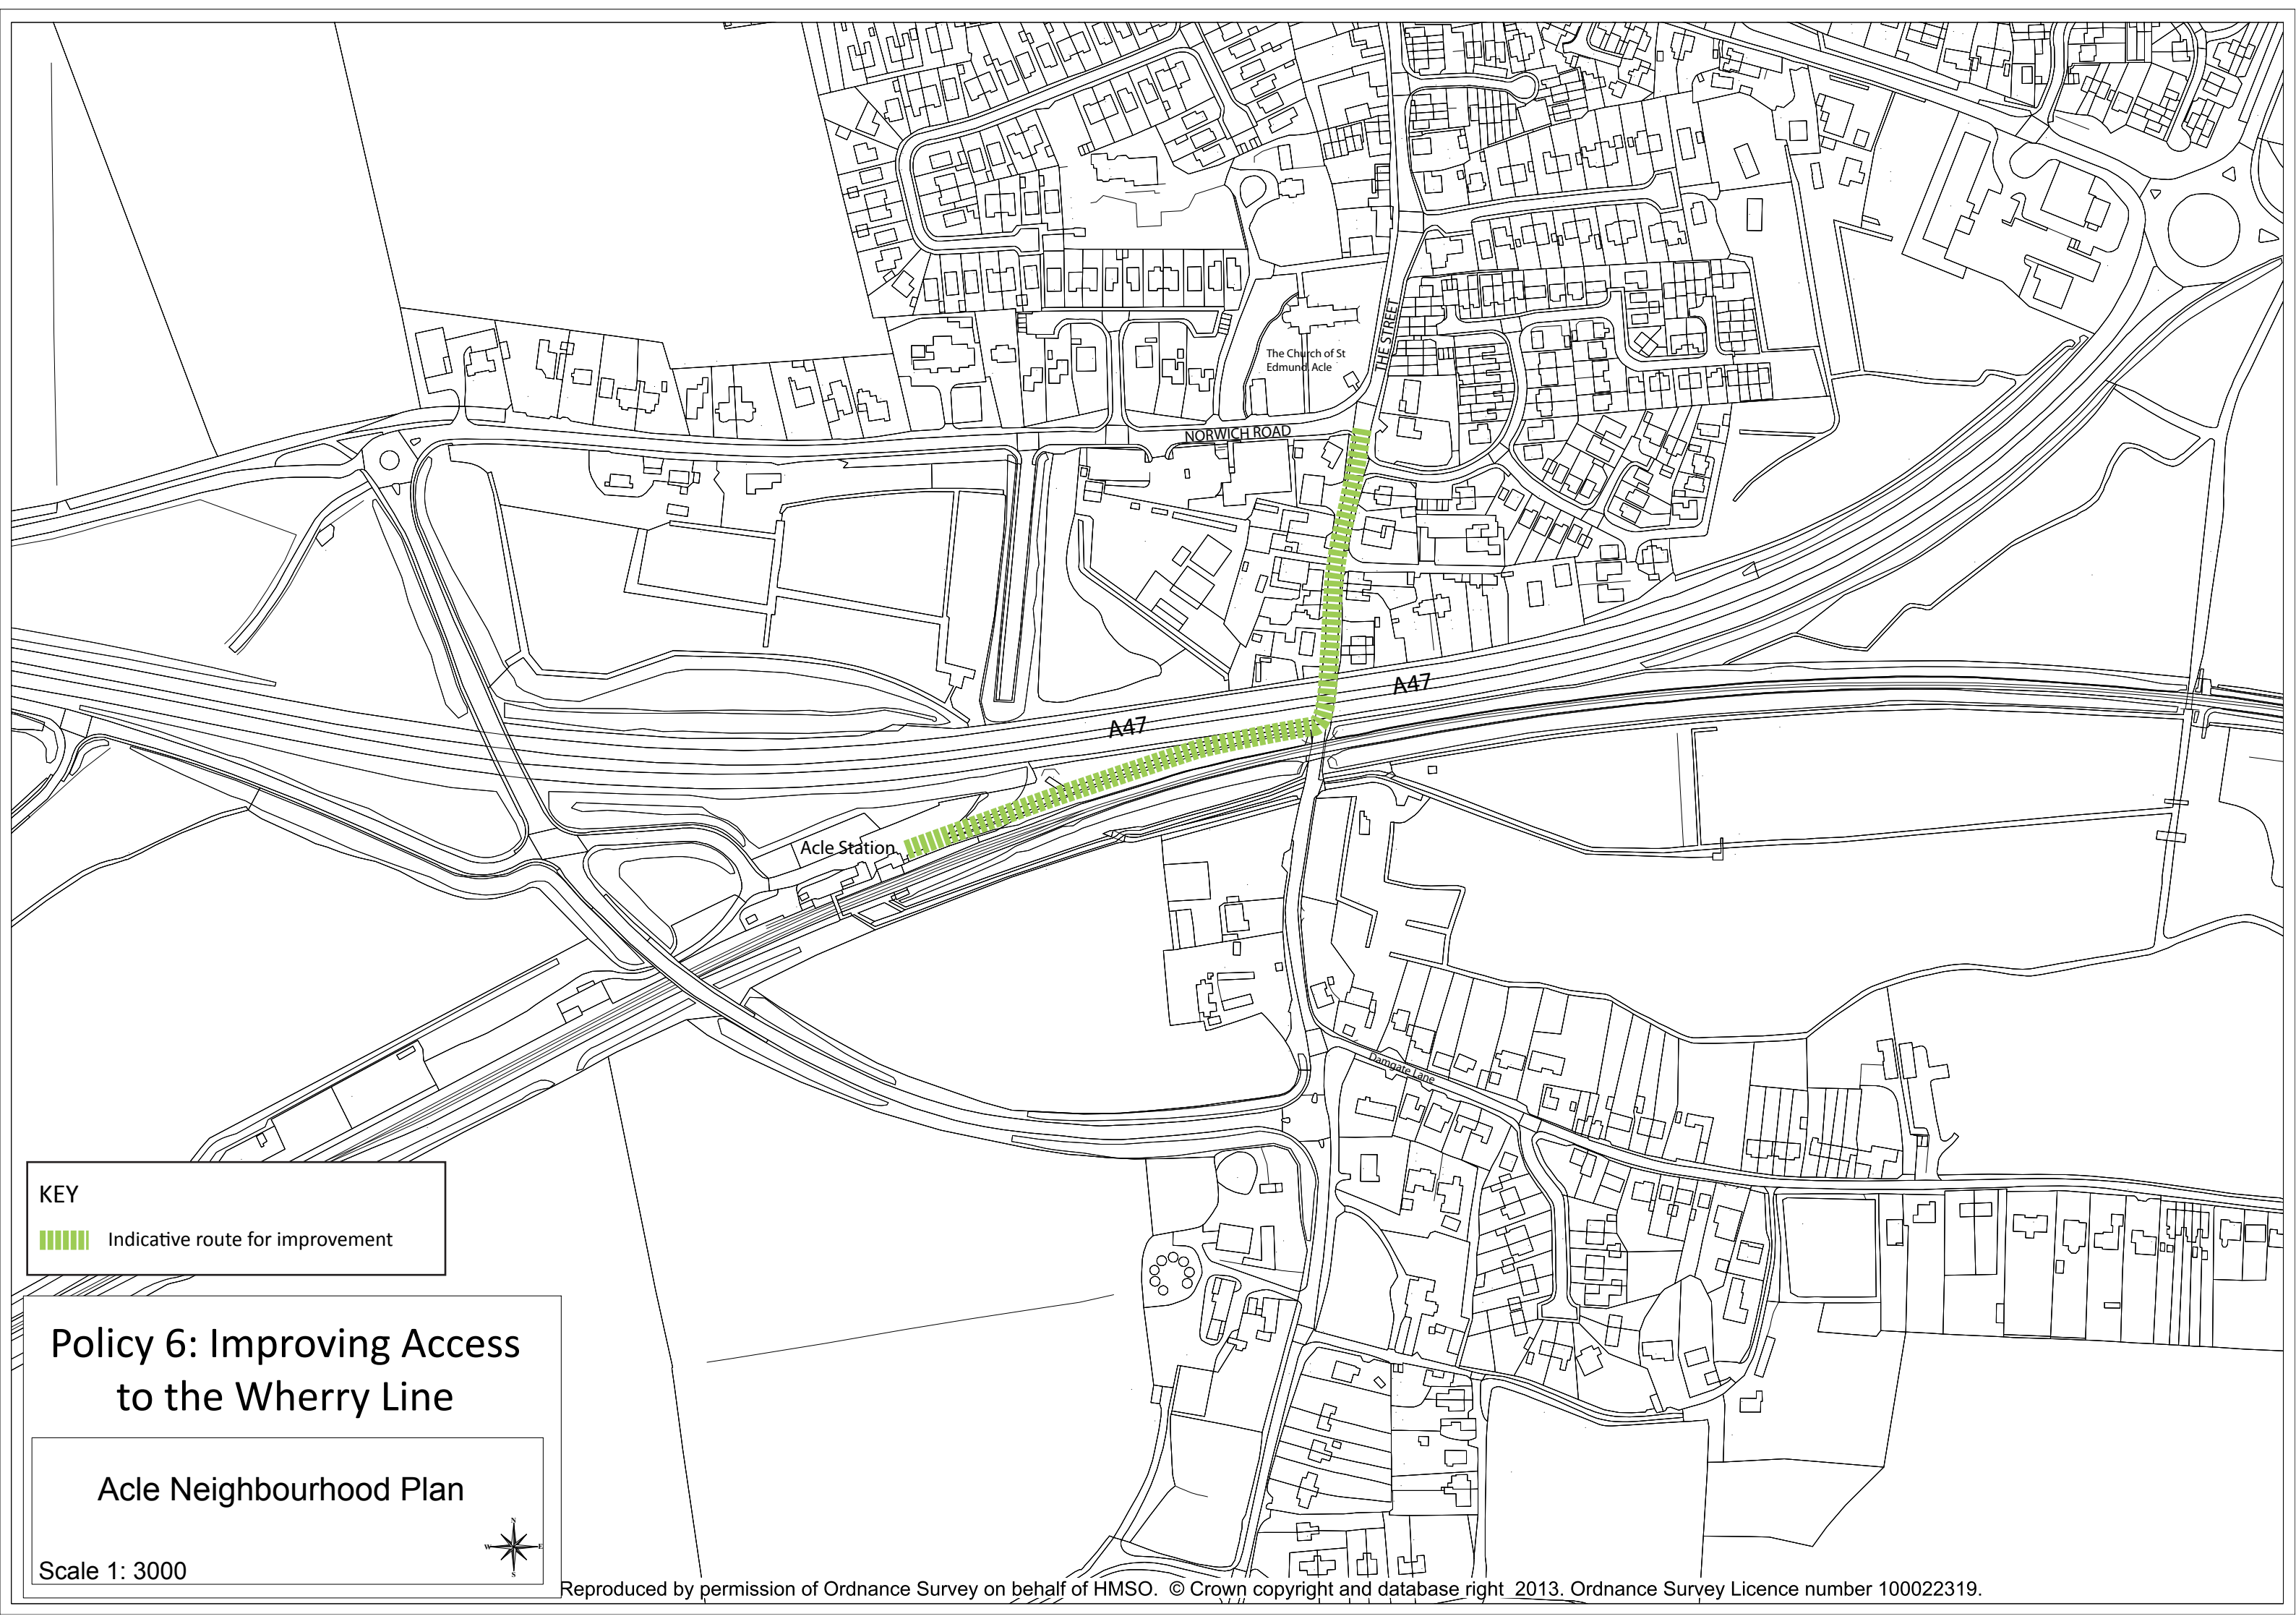 THE STREET
The Church of St
Edmund, Acle
NORWICH ROAD
A47
A47
Acle Station
Damgate Lane
KEY
Indicative route for improvement
Policy 6: Improving Access
to the Wherry Line
Acle Neighbourhood Plan
N
W E
S
Scale 1: 3000
Reproduced by permission of Ordnance Survey on behalf of HMSO. © Crown copyright and database right 2013. Ordnance Survey Licence number 100022319.